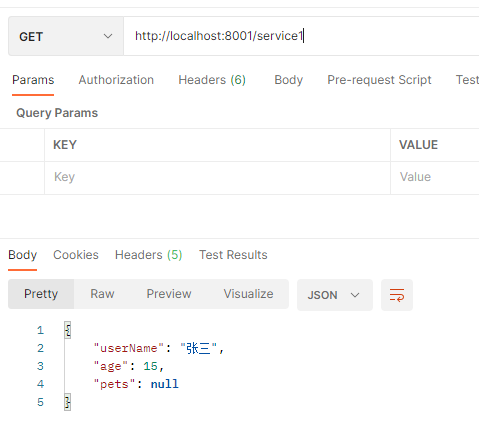 GET http://localhost:8001/service1
Params Authorization Headers (6) Body Pre-request Script Test
Query Params
KEY VALUE
Key Value
Body Cookies Headers (5) Test Results
Pretty Raw Preview Visualize JSON
1 {
2 "userName": "张三",
3 "age": 15,
4 "pets": null
5 }